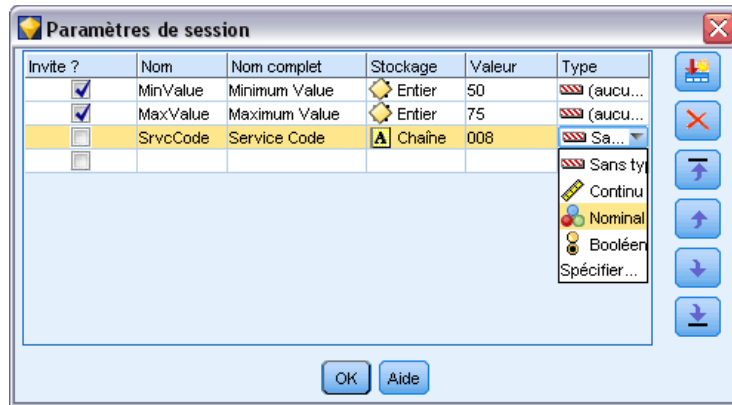 Paramètres de session
Invite ? Nom Nom complet Stockage Valeur Type
MinValue Minimum Value Entier 50 (aucu...
MaxValue Maximum Value Entier 75 (aucu...
SrvcCode Service Code A Chaîne 008 Sa...
Sans ty
Continu
Nominal
Booléen
Spécifier...
OK Aide